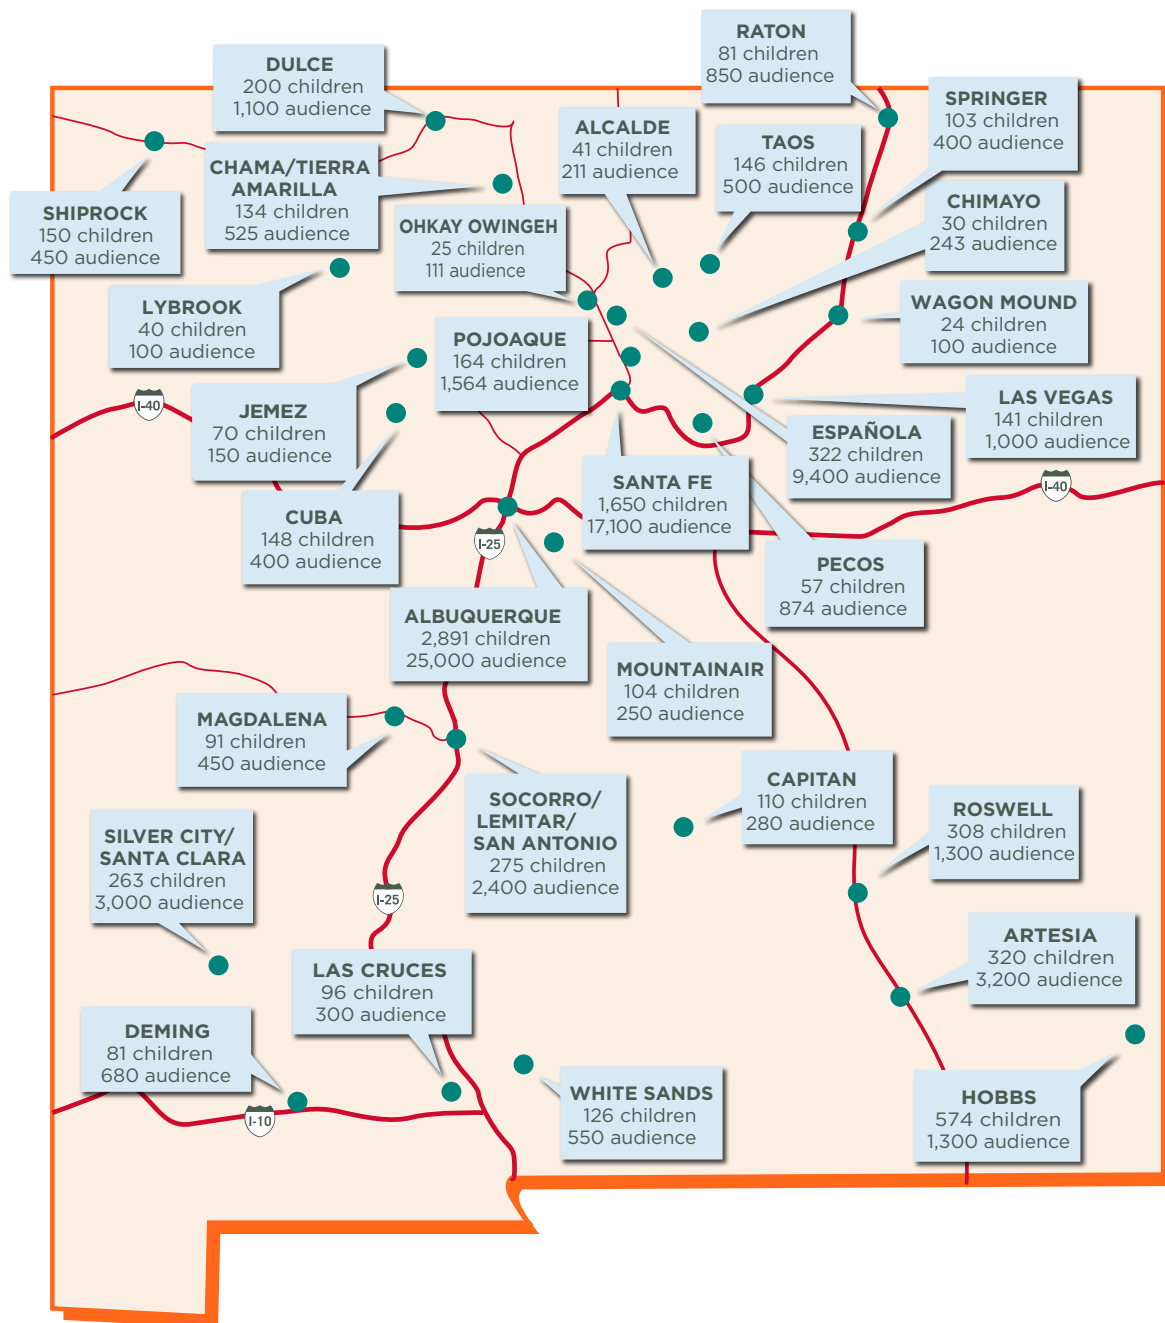 RATON
81 children
850 audience
DULCE
200 children
1,100 audience
SPRINGER
103 children
400 audience
ALCALDE
41 children
211 audience
TAOS
146 children
500 audience
CHAMA/TIERRA
AMARILLA
134 children
525 audience
SHIPROCK
150 children
450 audience
CHIMAYO
30 children
243 audience
OHKAY OWINGEH
25 children
111 audience
LYBROOK
40 children
100 audience
WAGON MOUND
24 children
100 audience
POJOAQUE
164 children
1,564 audience
I-40
JEMEZ
70 children
150 audience
LAS VEGAS
141 children
1,000 audience
ESPAÑOLA
322 children
9,400 audience
SANTA FE
1,650 children
17,100 audience
I-40
CUBA
148 children
400 audience
I-25
PECOS
57 children
874 audience
ALBUQUERQUE
2,891 children
25,000 audience
MOUNTAINAIR
104 children
250 audience
MAGDALENA
91 children
450 audience
SOCORRO/
LEMITAR/
SAN ANTONIO
275 children
2,400 audience
CAPITAN
110 children
280 audience
ROSWELL
308 children
1,300 audience
SILVER CITY/
SANTA CLARA
263 children
3,000 audience
I-25
ARTESIA
320 children
3,200 audience
LAS CRUCES
96 children
300 audience
DEMING
81 children
680 audience
I-10
WHITE SANDS
126 children
550 audience
HOBBS
574 children
1,300 audience